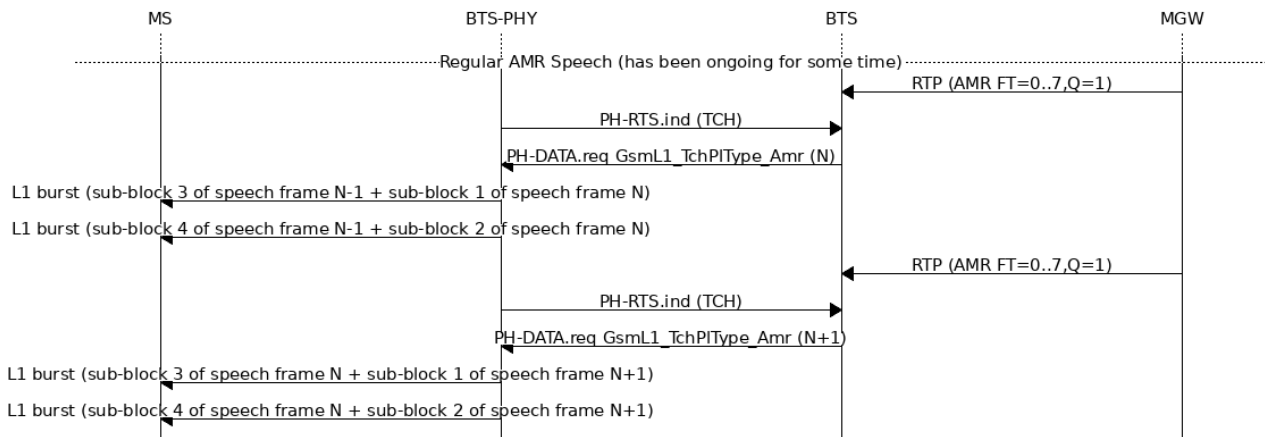 MS BTS-PHY BTS MGW
Regular AMR Speech (has been ongoing for some time)
RTP (AMR FT=0..7,Q=1)
PH-RTS.ind (TCH)
PH-DATA.req GsmL1_TchPlType_Amr (N)
L1 burst (sub-block 3 of speech frame N-1 + sub-block 1 of speech frame N)
L1 burst (sub-block 4 of speech frame N-1 + sub-block 2 of speech frame N)
RTP (AMR FT=0..7,Q=1)
PH-RTS.ind (TCH)
PH-DATA.req GsmL1_TchPlType_Amr (N+1)
L1 burst (sub-block 3 of speech frame N + sub-block 1 of speech frame N+1)
L1 burst (sub-block 4 of speech frame N + sub-block 2 of speech frame N+1)